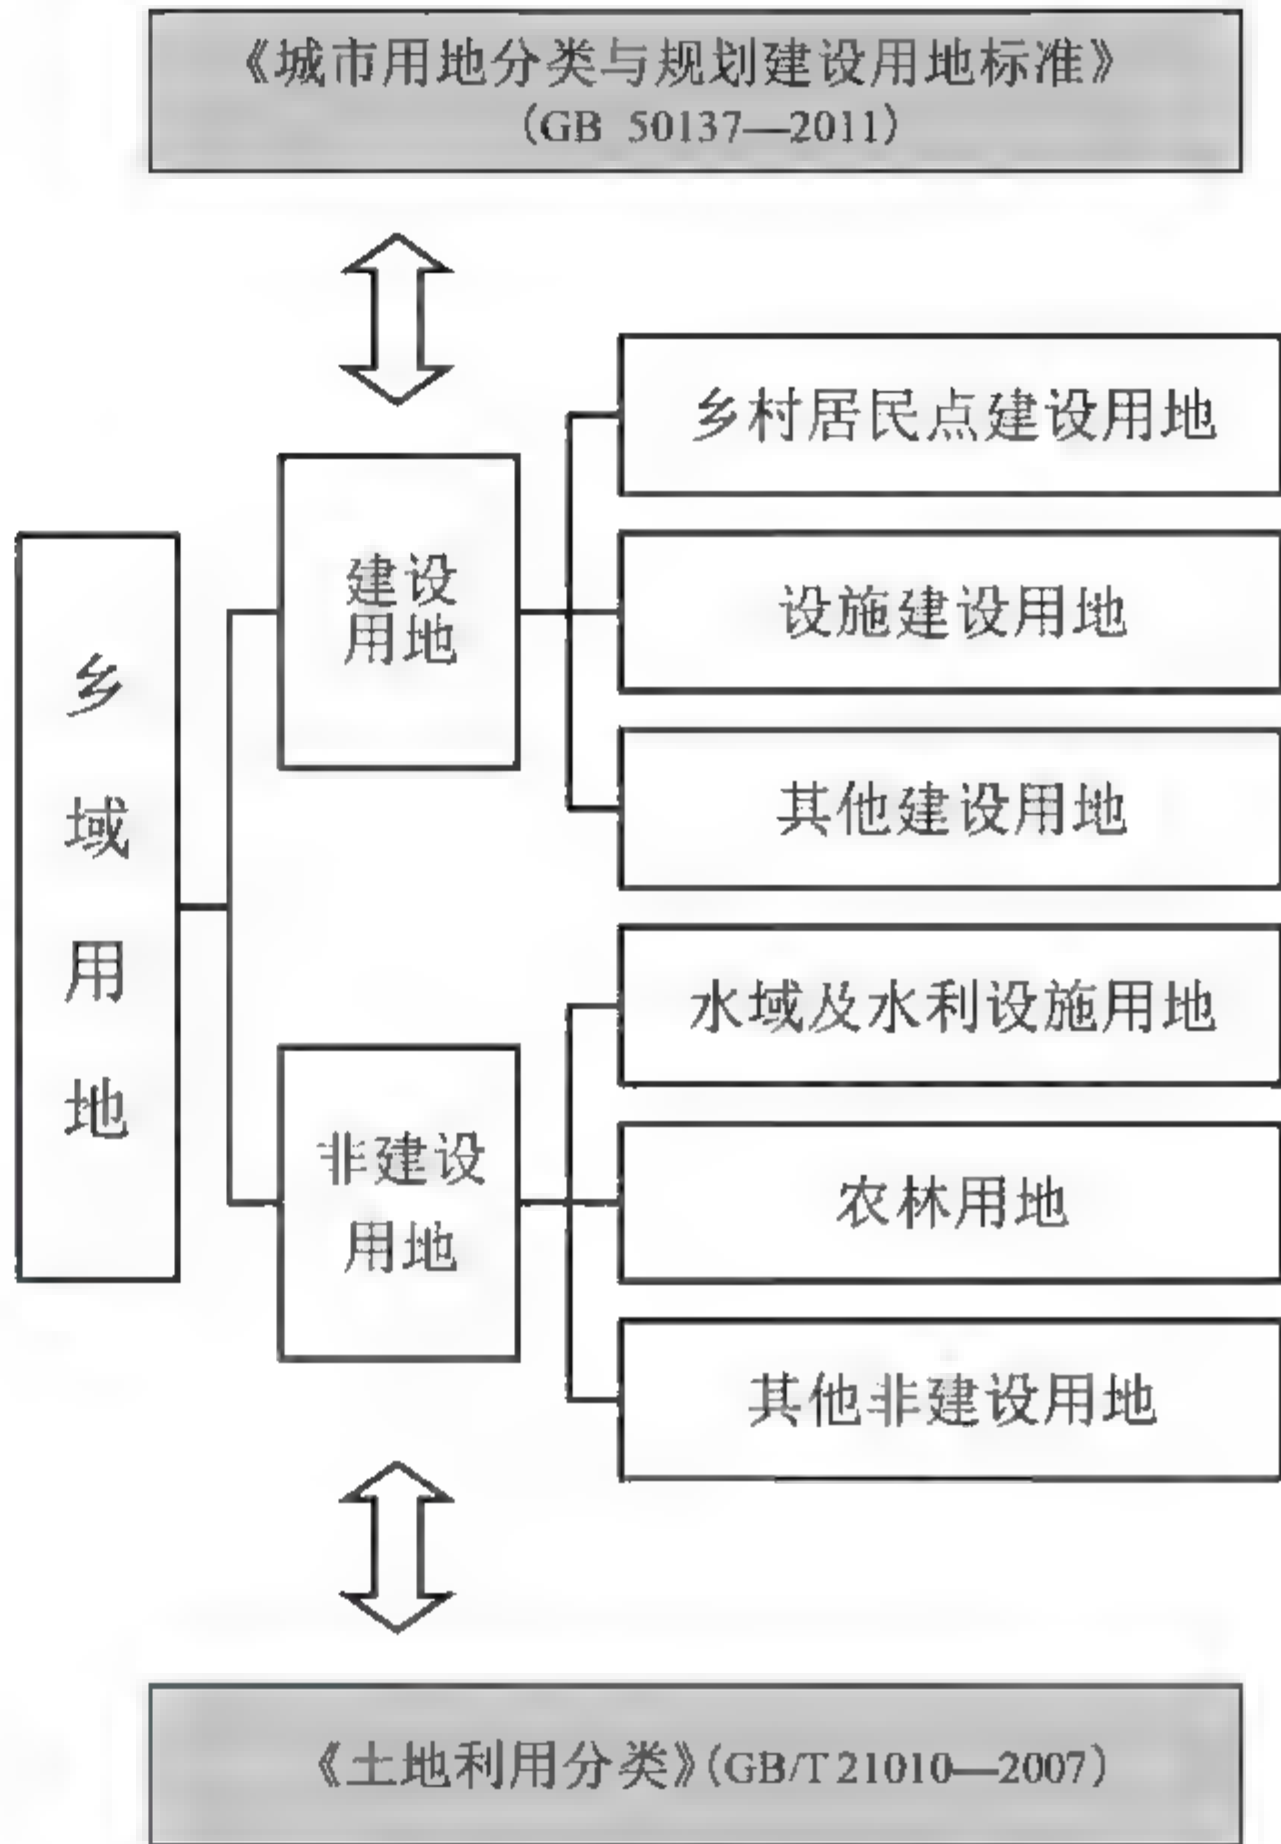 《城市用地分类与规划建设用地标准》
(GB 50137—2011)
乡村居民点建设用地
建设
用地
设施建设用地
其他建设用地
乡
域
用
地
水域及水利设施用地
非建设
用地
农林用地
其他非建设用地
《土地利用分类》(GB/T 21010—2007)